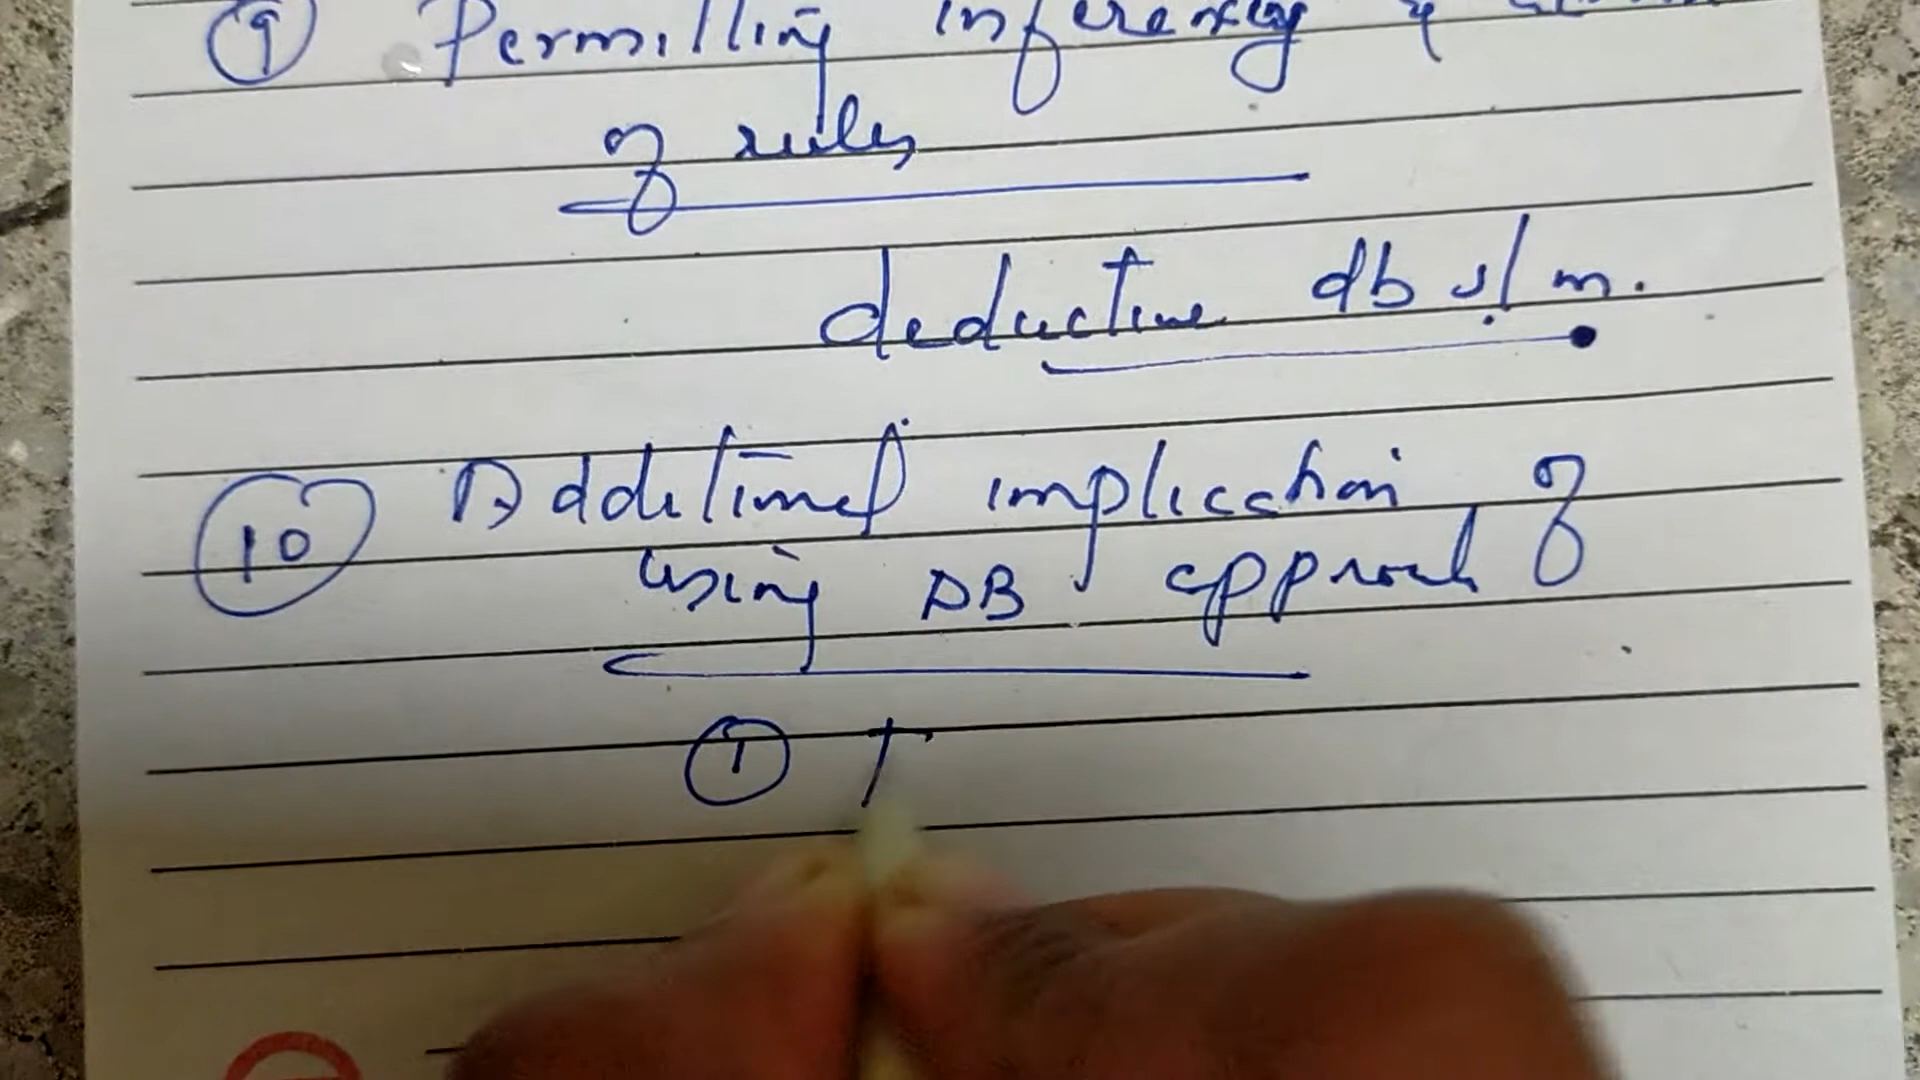 9 Permitting inferencing &
of rules
deductive db s/m.
10 Additional implication of
using DB approach
1